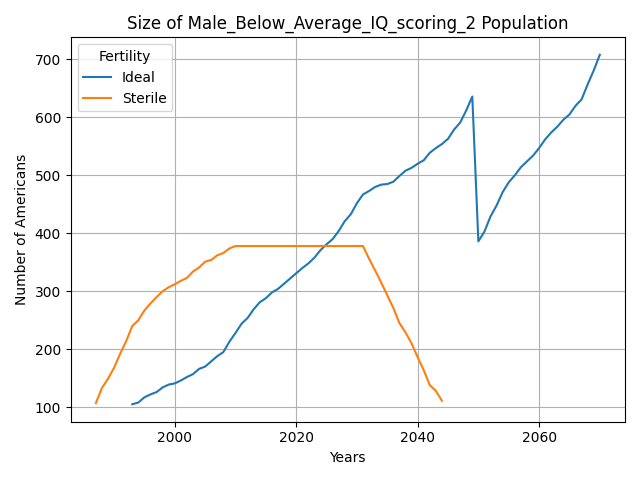 Size of Male_Below_Average_IQ_scoring_2 Population
Fertility
Ideal
Sterile
Number of Americans
700
600
500
400
300
200
100
2000
2020
2040
2060
Years